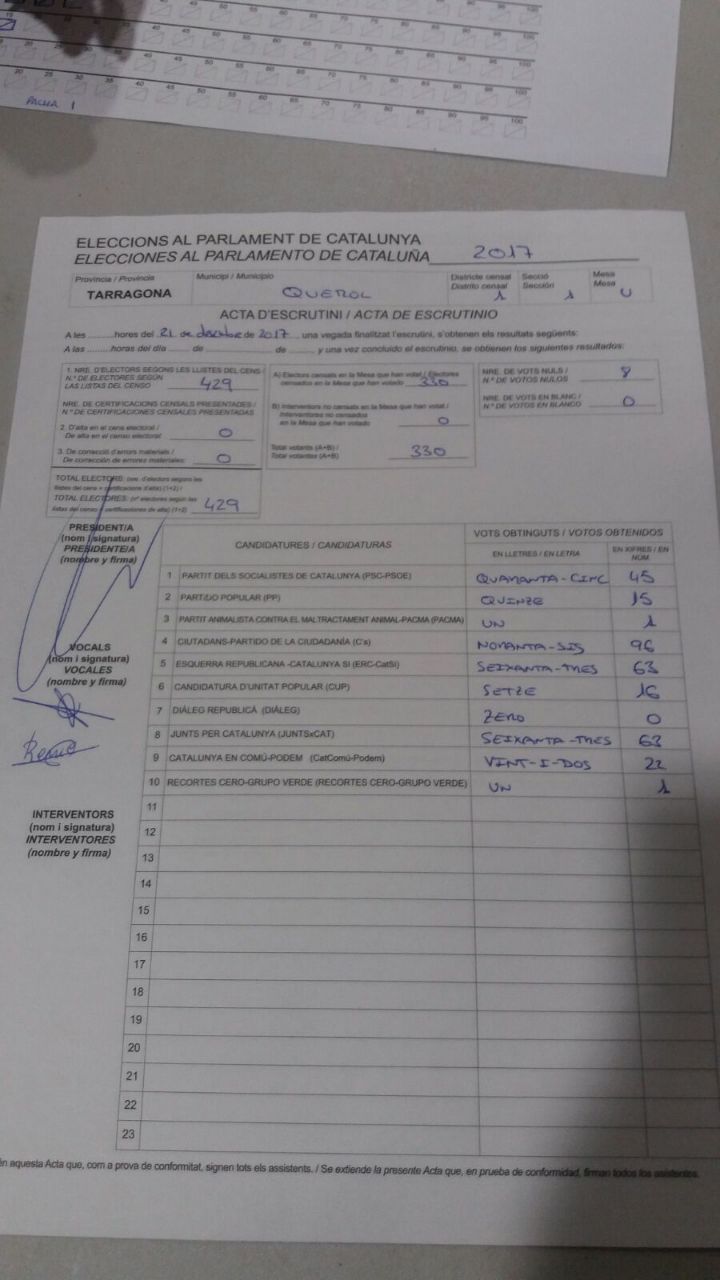 PACMA 1
ELECCIONS AL PARLAMENT DE CATALUNYA
ELECCIONES AL PARLAMENTO DE CATALUÑA 2017
Província / Provincia Municipi / Municipio Districte censal Secció Mesa
Distrito censal Sección Mesa
TARRAGONA QUEROL 1 1 U
ACTA D'ESCRUTINI / ACTA DE ESCRUTINIO
A les ........ hores del 21 de desembre de 2017, una vegada finalitzat l'escrutini, s'obtenen els resultats següents:
A las ........ horas del día ...... de ............ de ........ y una vez concluido el escrutinio, se obtienen los siguientes resultados:
1. NRE. D'ELECTORS SEGONS LES LLISTES DEL CENS /
N.º DE ELECTORES SEGÚN
LAS LISTAS DEL CENSO 429
NRE. DE CERTIFICACIONS CENSALS PRESENTADES /
N.º DE CERTIFICACIONES CENSALES PRESENTADAS
2. D'alta en el cens electoral /
De alta en el censo electoral: 0
3. De correcció d'errors materials /
De corrección de errores materiales: 0
TOTAL ELECTORS: (nre. d'electors segons les
llistes del cens + certificacions d'alta) (1+2) /
TOTAL ELECTORES: (nº electores según las
listas del censo + certificaciones de alta) (1+2) 429
A) Electors censats en la Mesa que han votat / Electores
censados en la Mesa que han votado 330
B) Interventors no censats en la Mesa que han votat /
Interventores no censados
en la Mesa que han votado 0
Total votants (A+B) /
Total votantes (A+B) 330
NRE. DE VOTS NULS /
N.º DE VOTOS NULOS 8
NRE. DE VOTS EN BLANC /
N.º DE VOTOS EN BLANCO 0
PRESIDENT/A
(nom i signatura)
PRESIDENTE/A
(nombre y firma)
VOCALS
(nom i signatura)
VOCALES
(nombre y firma)
INTERVENTORS
(nom i signatura)
INTERVENTORES
(nombre y firma)
CANDIDATURES / CANDIDATURAS VOTS OBTINGUTS / VOTOS OBTENIDOS
EN LLETRES / EN LETRA EN XIFRES / EN NÚM.
1 PARTIT DELS SOCIALISTES DE CATALUNYA (PSC-PSOE) QUARANTA-CINC 45
2 PARTIDO POPULAR (PP) QUINZE 15
3 PARTIT ANIMALISTA CONTRA EL MALTRACTAMENT ANIMAL-PACMA (PACMA) UN 1
4 CIUTADANS-PARTIDO DE LA CIUDADANÍA (C's) NORANTA-SIS 96
5 ESQUERRA REPUBLICANA -CATALUNYA SI (ERC-CatSI) SEIXANTA-TRES 63
6 CANDIDATURA D'UNITAT POPULAR (CUP) SETZE 16
7 DIÀLEG REPUBLICÀ (DIÀLEG) ZERO 0
8 JUNTS PER CATALUNYA (JUNTSxCAT) SEIXANTA-TRES 63
9 CATALUNYA EN COMÚ-PODEM (CatComú-Podem) VINT-I-DOS 22
10 RECORTES CERO-GRUPO VERDE (RECORTES CERO-GRUPO VERDE) UN 1
11
12
13
14
15
16
17
18
19
20
21
22
23
én aquesta Acta que, com a prova de conformitat, signen tots els assistents. / Se extiende la presente Acta que, en prueba de conformidad, firman todos los asistentes.